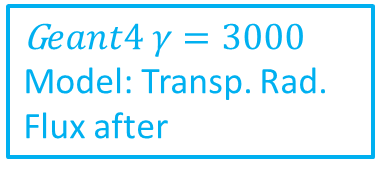 Geant4 γ = 3000
Model: Transp. Rad.
Flux after